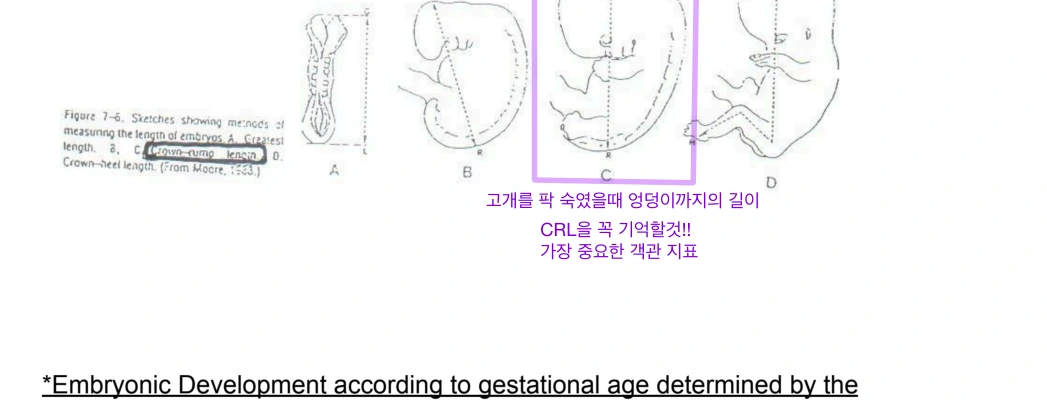 Figure 7-6. Sketches showing methods of
measuring the length of embryos A. Greatest
length. B, C. Crown-rump length D.
Crown-heel length. (From Moore, 1983.)
L
A
R
B
R
C
H
D
고개를 팍 숙였을때 엉덩이까지의 길이
CRL을 꼭 기억할것!!
가장 중요한 객관 지표
*Embryonic Development according to gestational age determined by the